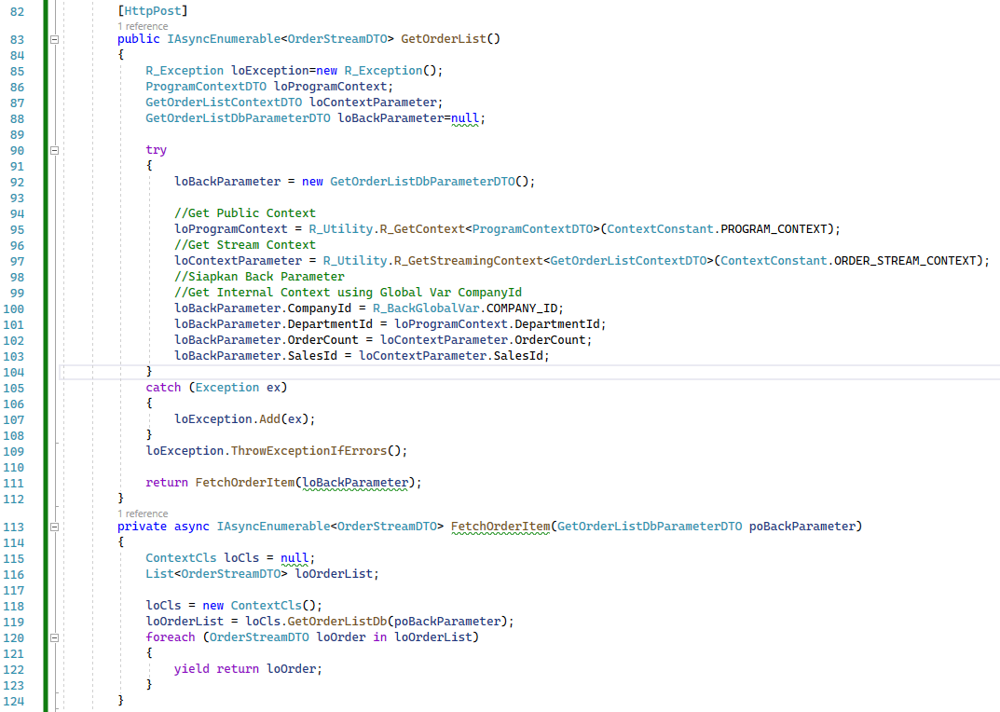 82 [HttpPost]
1 reference
83 public IAsyncEnumerable<OrderStreamDTO> GetOrderList()
84 {
85 R_Exception loException=new R_Exception();
86 ProgramContextDTO loProgramContext;
87 GetOrderListContextDTO loContextParameter;
88 GetOrderListDbParameterDTO loBackParameter=null;
89
90 try
91 {
92 loBackParameter = new GetOrderListDbParameterDTO();
93
94 //Get Public Context
95 loProgramContext = R_Utility.R_GetContext<ProgramContextDTO>(ContextConstant.PROGRAM_CONTEXT);
96 //Get Stream Context
97 loContextParameter = R_Utility.R_GetStreamingContext<GetOrderListContextDTO>(ContextConstant.ORDER_STREAM_CONTEXT);
98 //Siapkan Back Parameter
99 //Get Internal Context using Global Var CompanyId
100 loBackParameter.CompanyId = R_BackGlobalVar.COMPANY_ID;
101 loBackParameter.DepartmentId = loProgramContext.DepartmentId;
102 loBackParameter.OrderCount = loContextParameter.OrderCount;
103 loBackParameter.SalesId = loContextParameter.SalesId;
104 }
105 catch (Exception ex)
106 {
107 loException.Add(ex);
108 }
109 loException.ThrowExceptionIfErrors();
110
111 return FetchOrderItem(loBackParameter);
112 }
1 reference
113 private async IAsyncEnumerable<OrderStreamDTO> FetchOrderItem(GetOrderListDbParameterDTO poBackParameter)
114 {
115 ContextCls loCls = null;
116 List<OrderStreamDTO> loOrderList;
117
118 loCls = new ContextCls();
119 loOrderList = loCls.GetOrderListDb(poBackParameter);
120 foreach (OrderStreamDTO loOrder in loOrderList)
121 {
122 yield return loOrder;
123 }
124 }